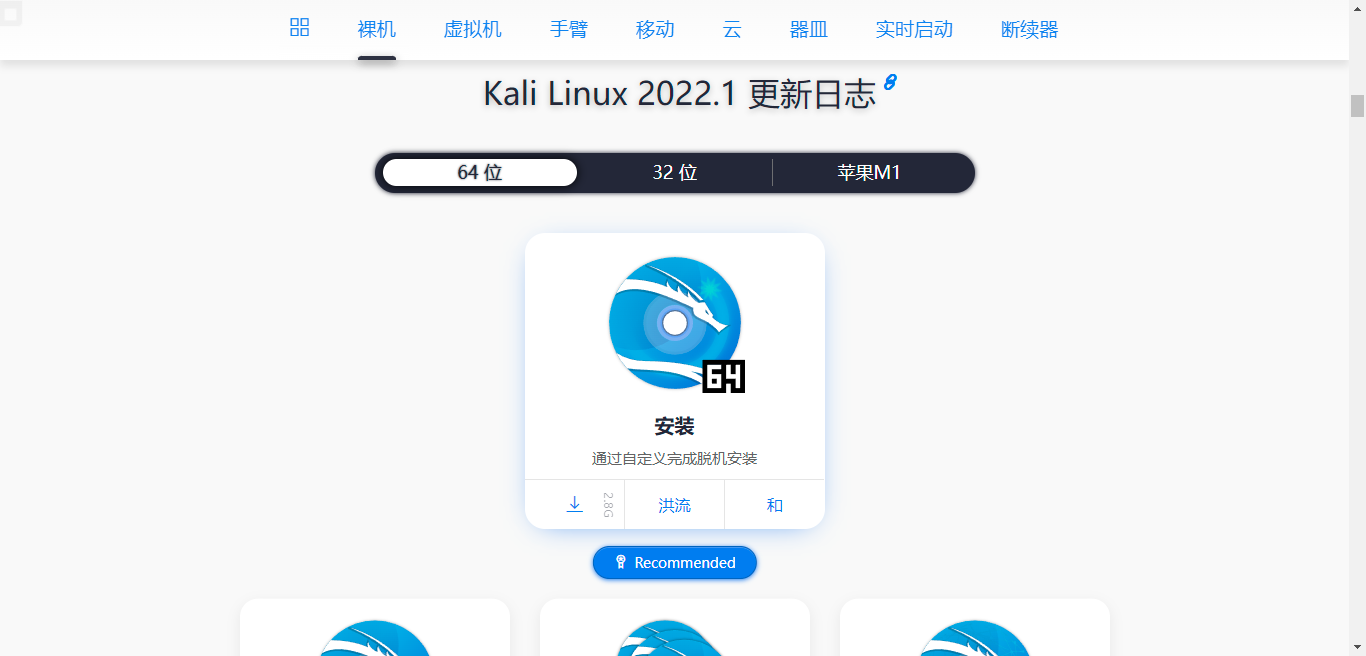 裸机 虚拟机 手臂 移动 云 器皿 实时启动 断续器
Kali Linux 2022.1 更新日志
64 位 32 位 苹果M1
64
安装
通过自定义完成脱机安装
2.8G 洪流 和
Recommended